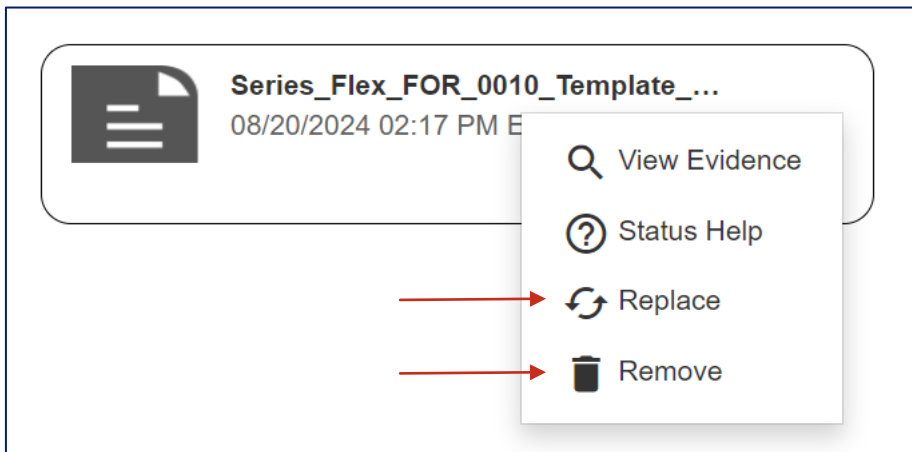 Series_Flex_FOR_0010_Template_...
08/20/2024 02:17 PM E
View Evidence
Status Help
Replace
Remove